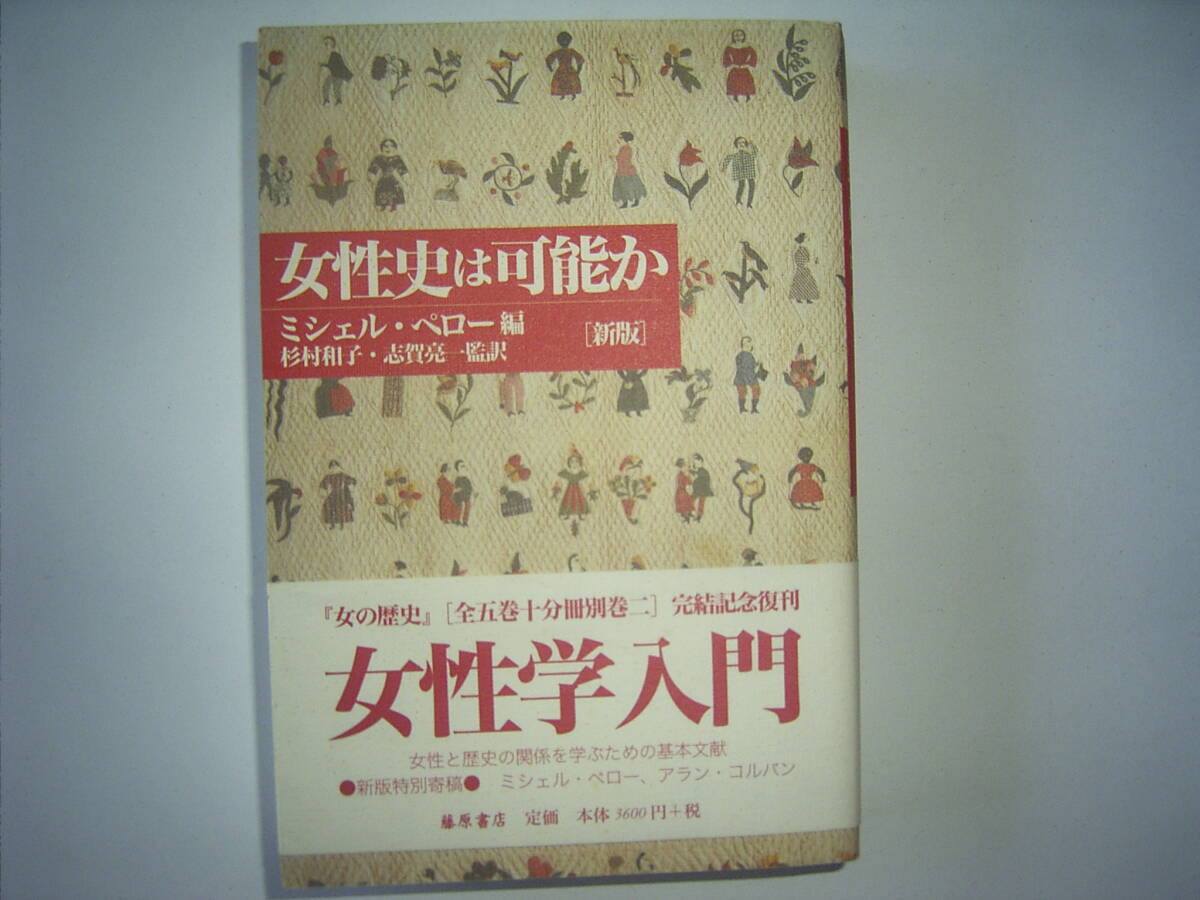 女性史は可能か
ミシェル・ペロー編
[新版]
杉村和子・志賀亮一監訳
『女の歴史』[全五巻十分冊別巻二] 完結記念復刊
女性学入門
女性と歴史の関係を学ぶための基本文献
●新版特別寄稿● ミシェル・ペロー、アラン・コルバン
藤原書店 定価 本体 3600円+税